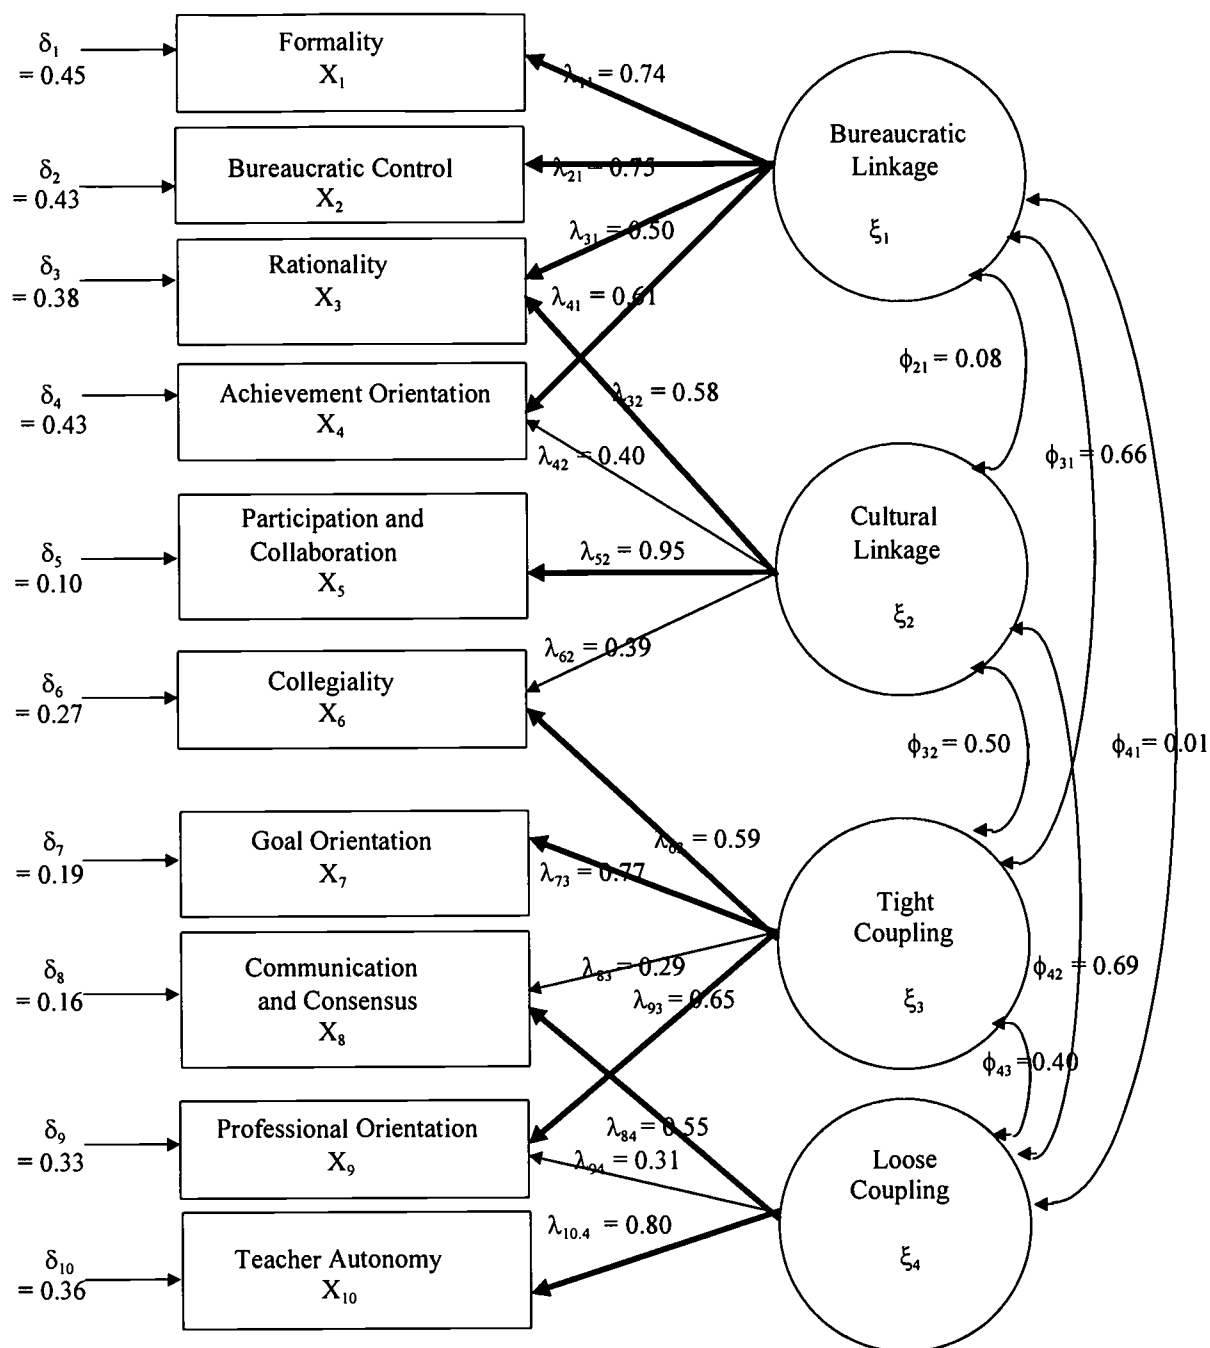 δ₁
= 0.45
Formality
X₁
λ₁₁ = 0.74
δ₂
= 0.43
Bureaucratic Control
X₂
λ₂₁ = 0.75
δ₃
= 0.38
Rationality
X₃
λ₃₁ = 0.50
λ₄₁ = 0.61
δ₄
= 0.43
Achievement Orientation
X₄
λ₃₂ = 0.58
λ₄₂ = 0.40
δ₅
= 0.10
Participation and
Collaboration
X₅
λ₅₂ = 0.95
δ₆
= 0.27
Collegiality
X₆
λ₆₂ = 0.39
δ₇
= 0.19
Goal Orientation
X₇
λ₆₃ = 0.59
λ₇₃ = 0.77
δ₈
= 0.16
Communication
and Consensus
X₈
λ₈₃ = 0.29
λ₉₃ = 0.65
δ₉
= 0.33
Professional Orientation
X₉
λ₈₄ = 0.55
λ₉₄ = 0.31
δ₁₀
= 0.36
Teacher Autonomy
X₁₀
λ₁₀.₄ = 0.80
Bureaucratic
Linkage
ξ₁
ϕ₂₁ = 0.08
ϕ₃₁ = 0.66
Cultural
Linkage
ξ₂
ϕ₃₂ = 0.50
ϕ₄₁ = 0.01
Tight
Coupling
ξ₃
ϕ₄₂ = 0.69
ϕ₄₃ = 0.40
Loose
Coupling
ξ₄